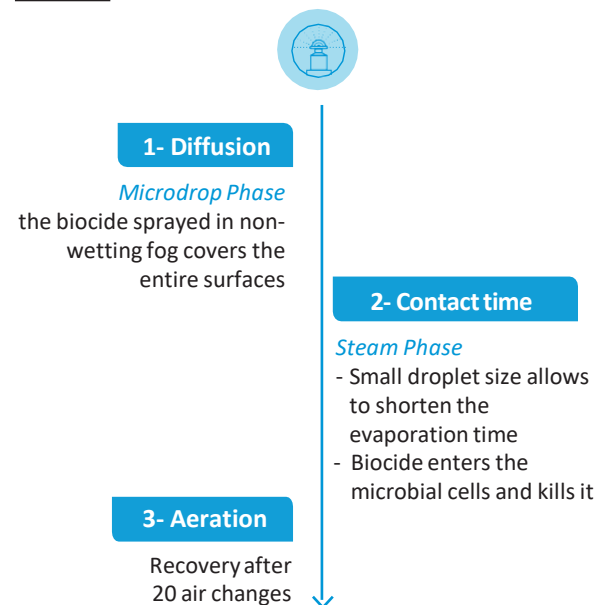 1- Diffusion
Microdrop Phase
the biocide sprayed in non-
wetting fog covers the
entire surfaces
2- Contact time
Steam Phase
- Small droplet size allows
to shorten the
evaporation time
- Biocide enters the
microbial cells and kills it
3- Aeration
Recovery after
20 air changes